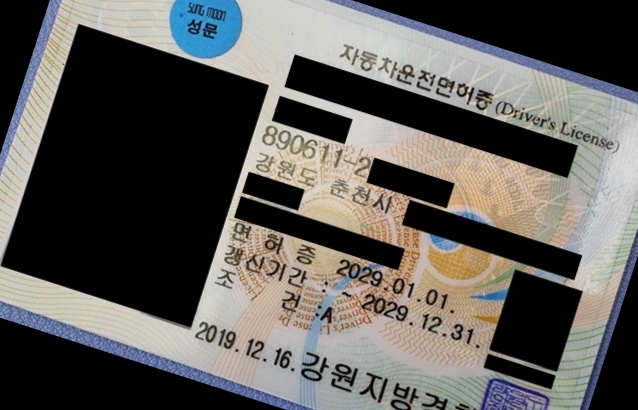 SUNG MOON
성문
자동차운전면허증 (Driver's License)
890611-2
강원도 춘천시
면 허 증 2029.01.01.
갱신기간 : ~ 2029.12.31.
조 건 :A
2019.12.16. 강원지방경